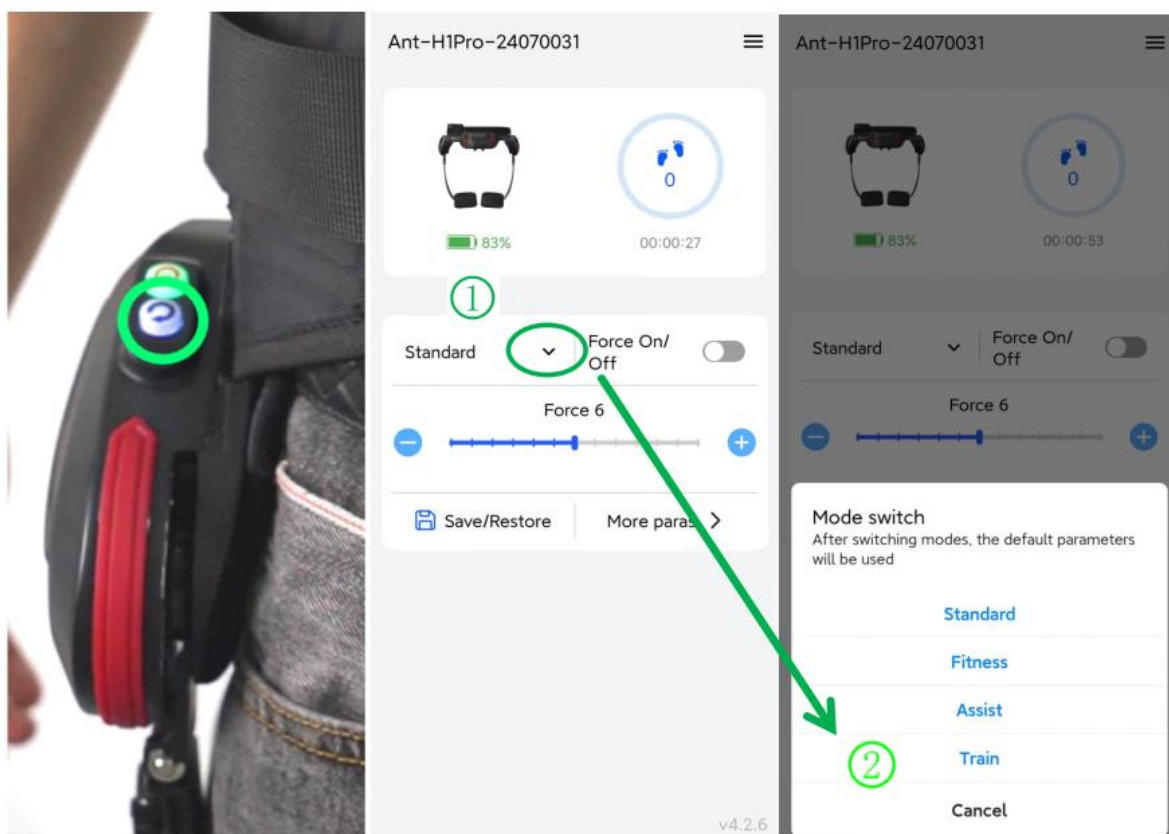 Ant-H1Pro-24070031
83%
0
00:00:27
①
Standard
Force On/
Off
Force 6
Save/Restore
More paras
v4.2.6
Ant-H1Pro-24070031
83%
0
00:00:53
Standard
Force On/
Off
Force 6
Mode switch
After switching modes, the default parameters
will be used
Standard
Fitness
Assist
Train
②
Cancel